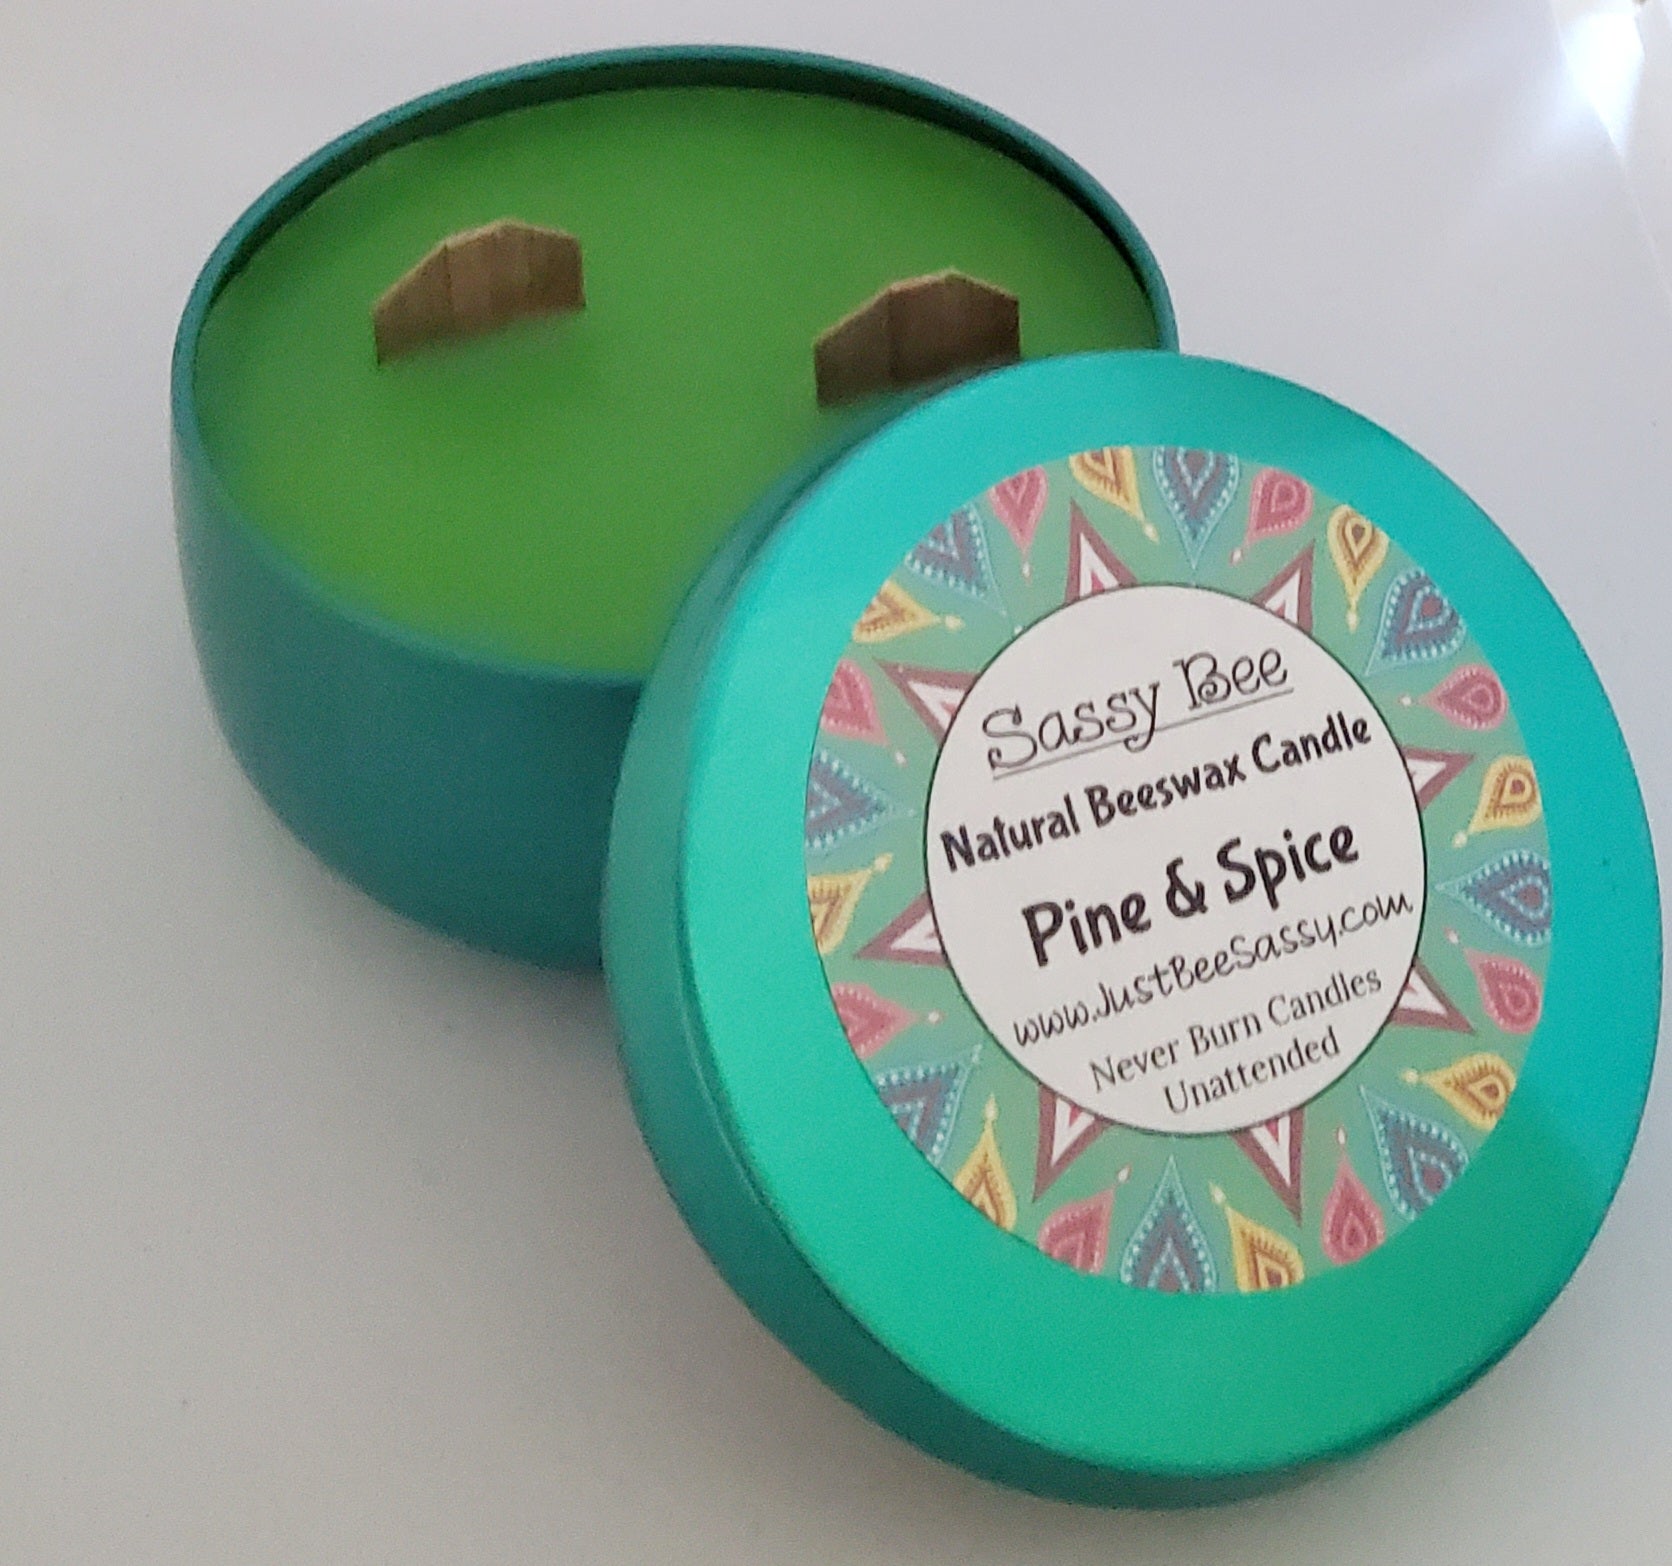 Sassy Bee
Natural Beeswax Candle
Pine & Spice
www.JustBeeSassy.com
Never Burn Candles
Unattended